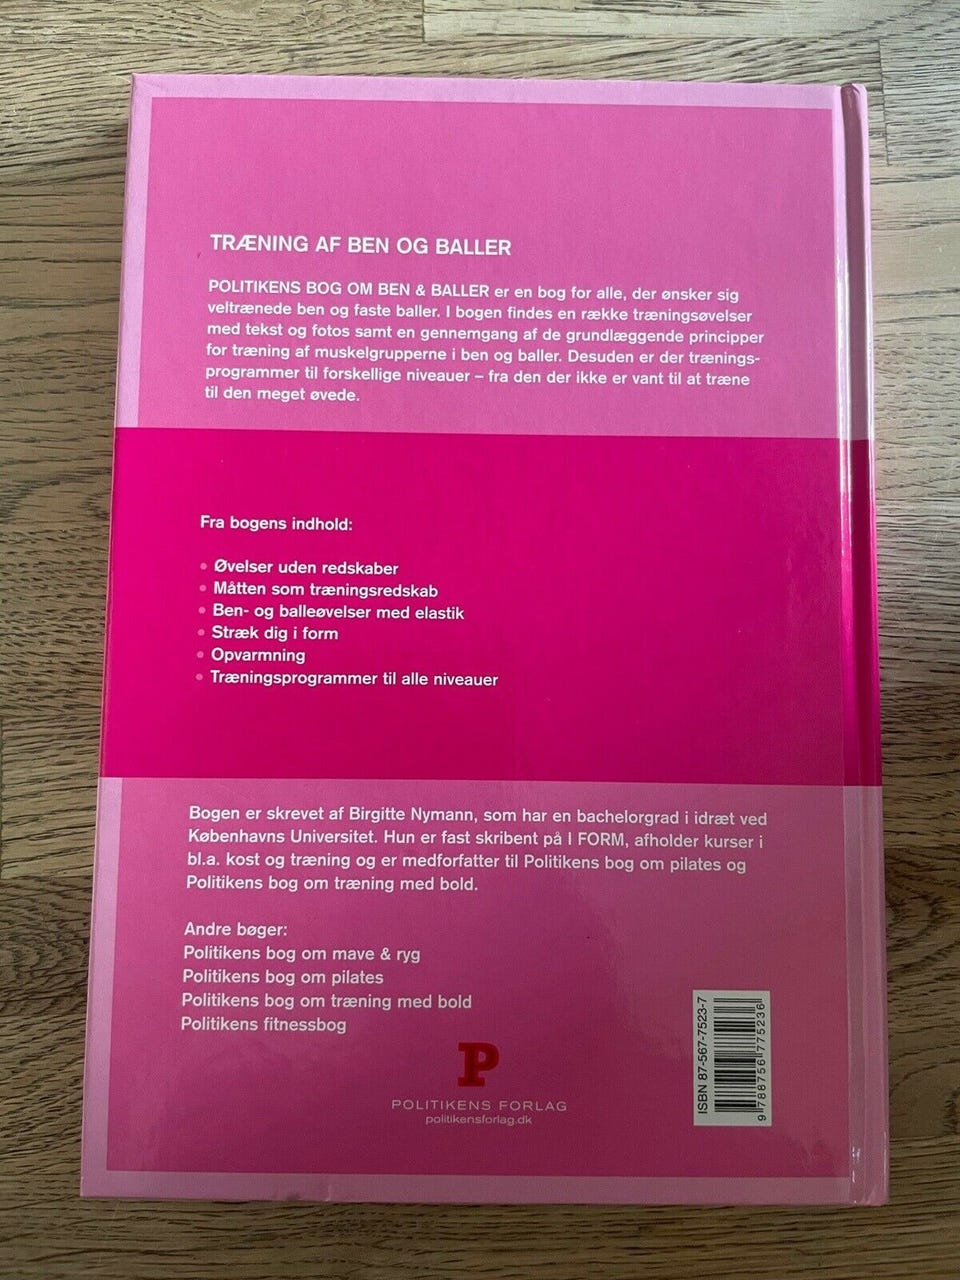 TRÆNING AF BEN OG BALLER
POLITIKENS BOG OM BEN & BALLER er en bog for alle, der ønsker sig
veltrænede ben og faste baller. I bogen findes en række træningsøvelser
med tekst og fotos samt en gennemgang af de grundlæggende principper
for træning af muskelgrupperne i ben og baller. Desuden er der trænings-
programmer til forskellige niveauer – fra den der ikke er vant til at træne
til den meget øvede.
Fra bogens indhold:
• Øvelser uden redskaber
• Måtten som træningsredskab
• Ben- og balleøvelser med elastik
• Stræk dig i form
• Opvarmning
• Træningsprogrammer til alle niveauer
Bogen er skrevet af Birgitte Nymann, som har en bachelorgrad i idræt ved
Københavns Universitet. Hun er fast skribent på I FORM, afholder kurser i
bl.a. kost og træning og er medforfatter til Politikens bog om pilates og
Politikens bog om træning med bold.
Andre bøger:
Politikens bog om mave & ryg
Politikens bog om pilates
Politikens bog om træning med bold
Politikens fitnessbog
P
POLITIKENS FORLAG
politikensforlag.dk
ISBN 87-567-7523-7
9 788756 775236